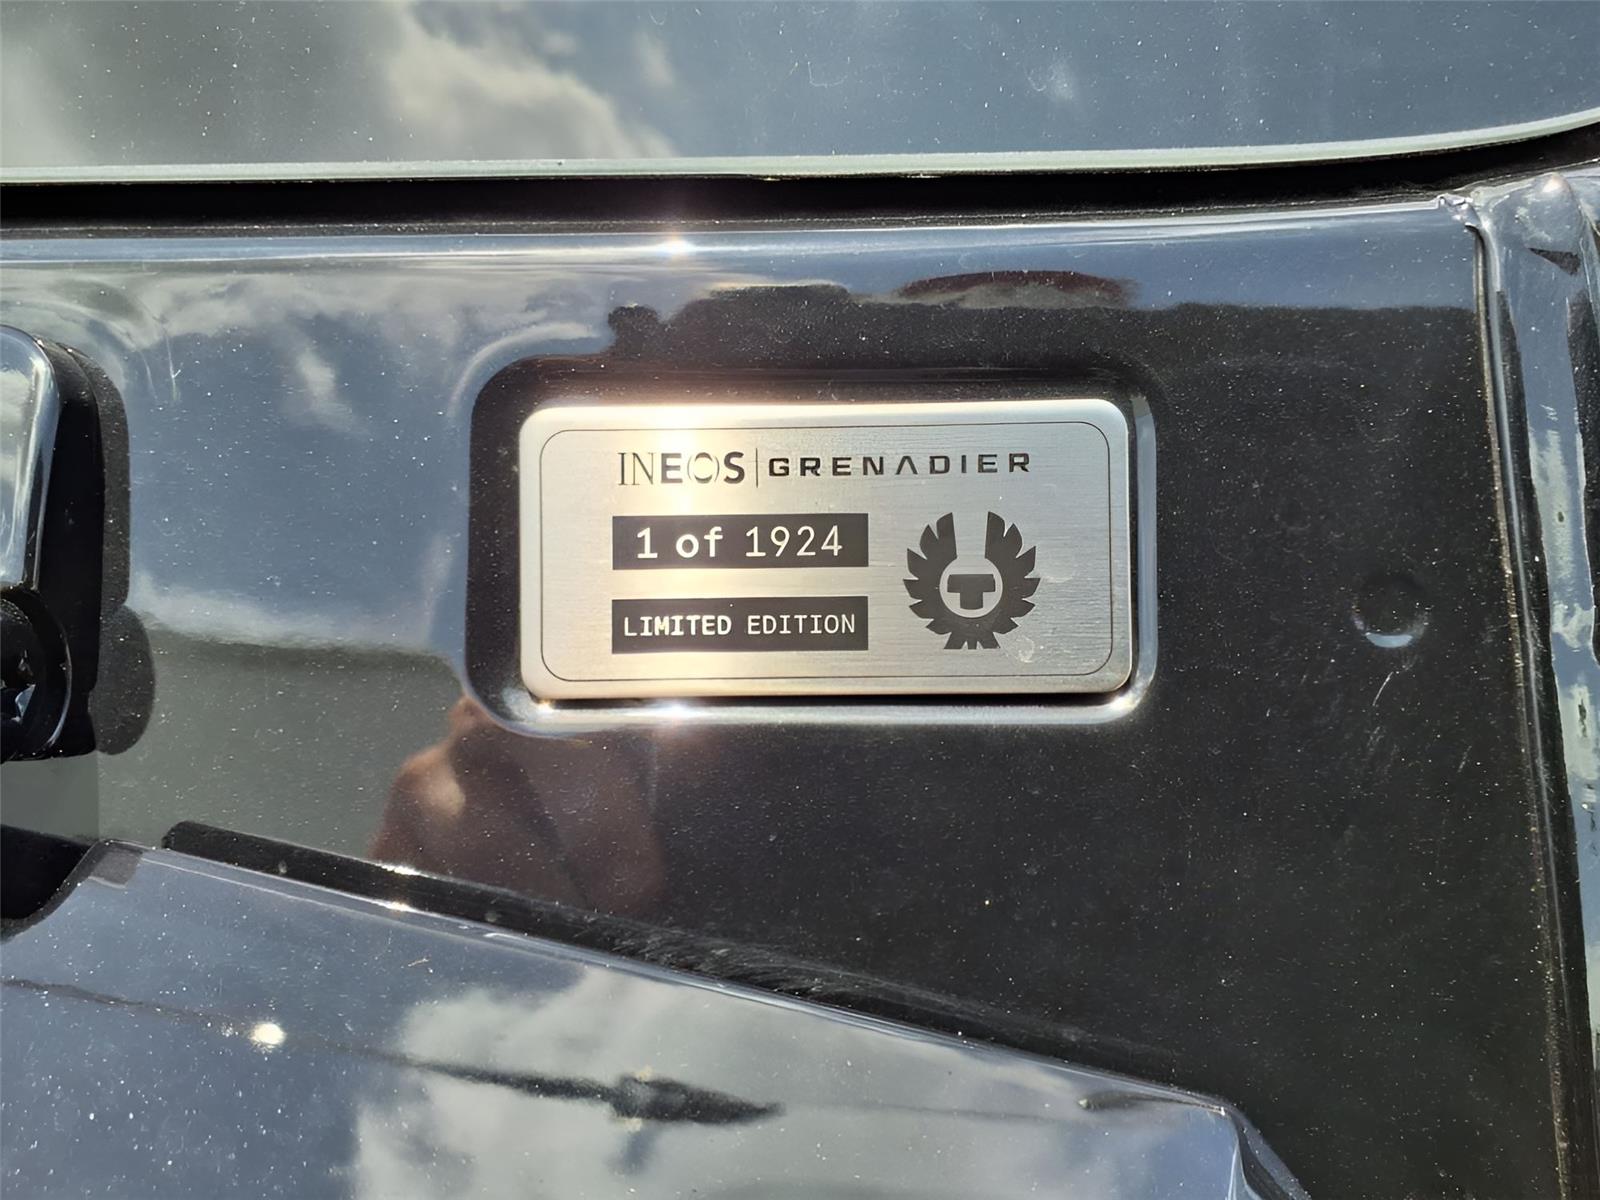 INEOS | GRENADIER
1 of 1924
LIMITED EDITION